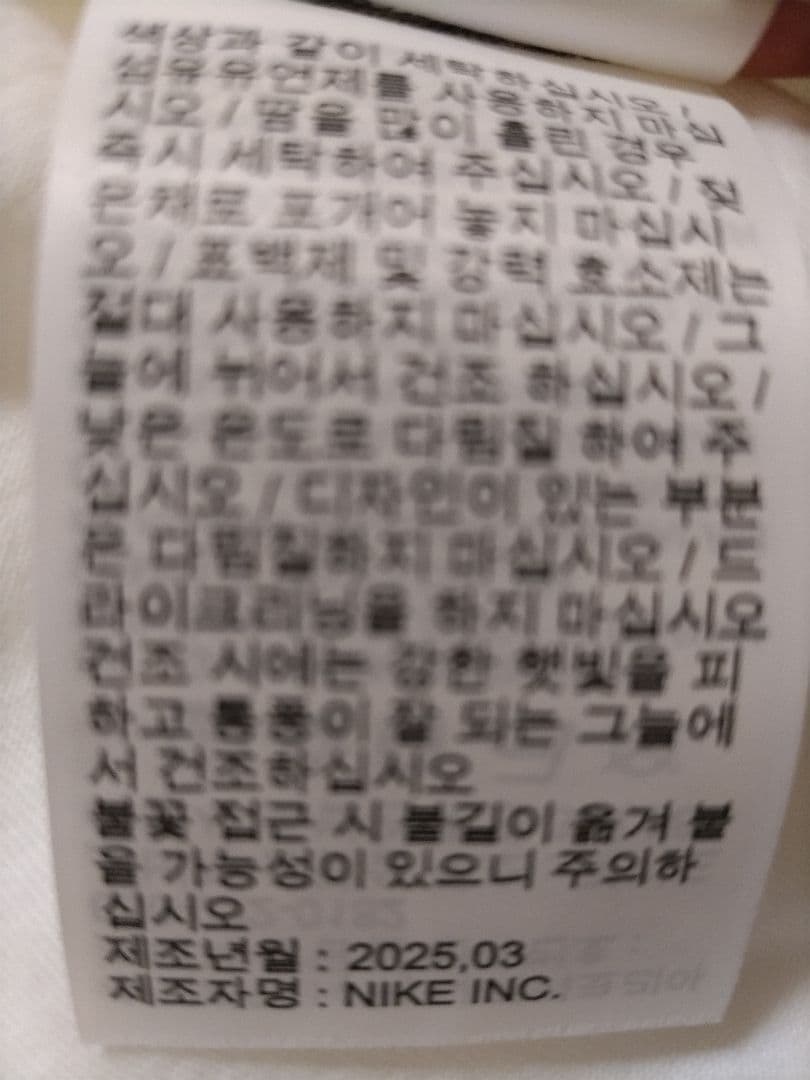 색상과 같이 세탁 하십시오 /
섬유유연제를 사용하지 마십
시오 / 땀을 많이 흘린 경우
즉시 세탁하여 주십시오 / 젖
은채로 포개어 놓지 마십시
오 / 표백제 및 강력 효소제는
절대 사용하지 마십시오 / 그
늘에 뉘어서 건조 하십시오 /
낮은 온도로 다림질 하여 주
십시오 / 디자인이 있는 부분
은 다림질하지 마십시오 / 드
라이크리닝을 하지 마십시오
건조 시에는 강한 햇빛을 피
하고 통풍이 잘 되는 그늘에
서 건조하십시오
불꽃 접근 시 불길이 옮겨 붙
을 가능성이 있으니 주의하
십시오
제조년월 : 2025,03
제조자명 : NIKE INC.